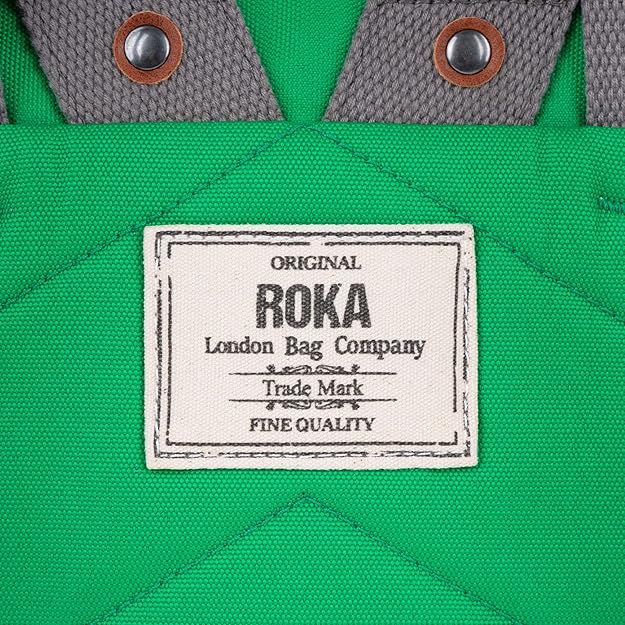 ORIGINAL
ROKA
London Bag Company
Trade Mark
FINE QUALITY